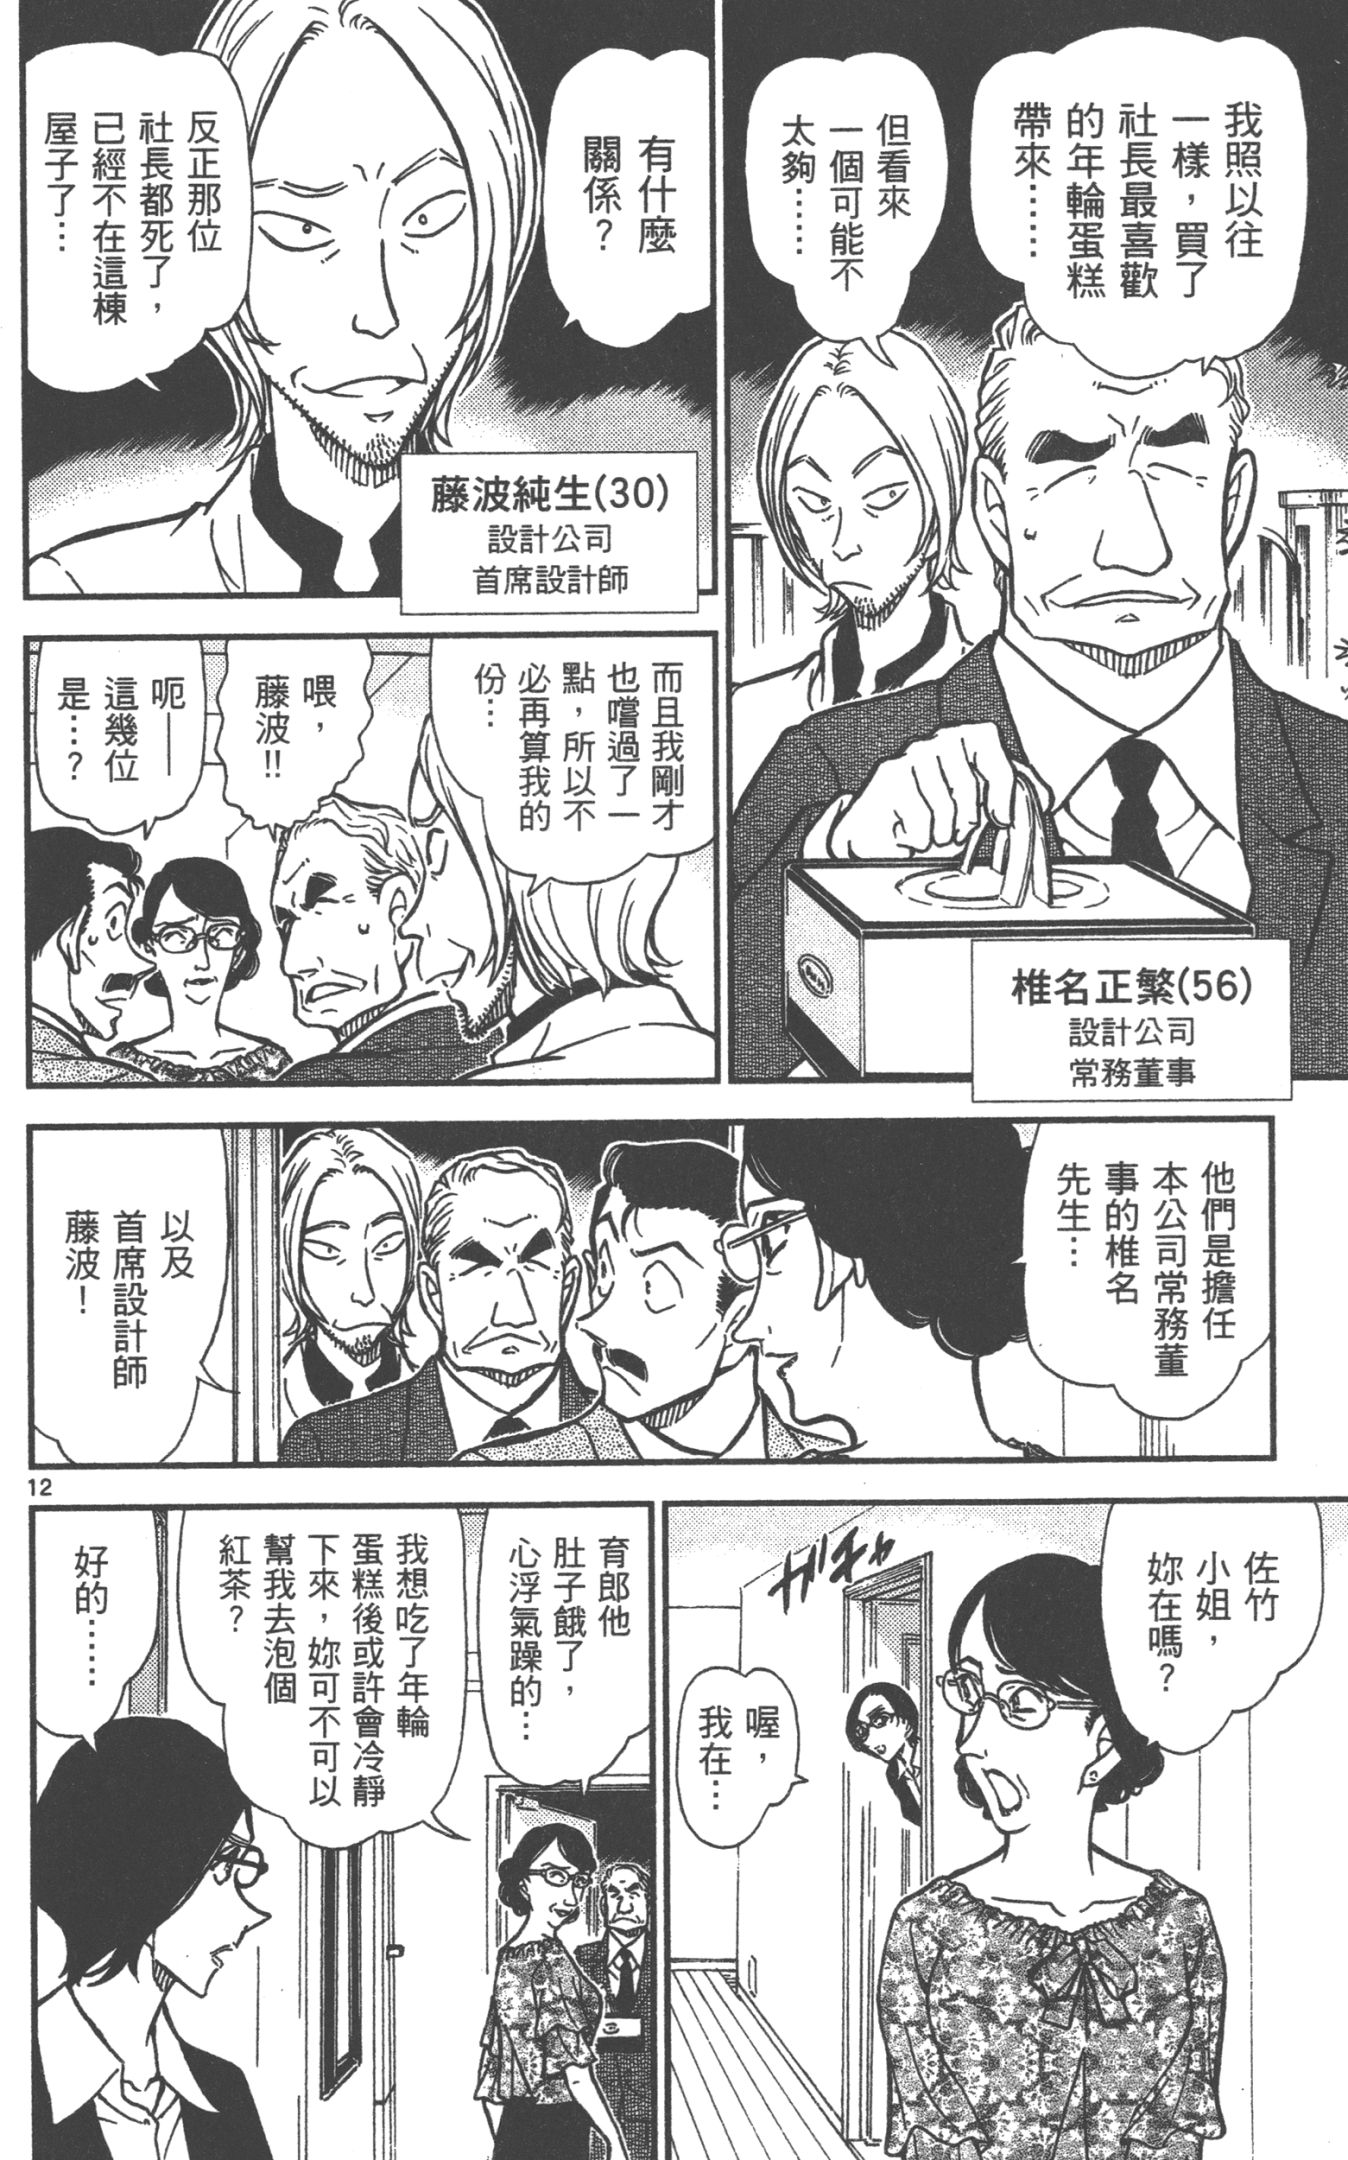 我照以往
一樣，買了
社長最喜歡
的年輪蛋糕
帶來……
但看來
一個可能不
太夠……
椎名正繁(56)
設計公司
常務董事
有什麼
關係？
反正那位
社長都死了，
已經不在這棟
屋子了…
藤波純生(30)
設計公司
首席設計師
而且我剛才
也嚐過了一
點，所以不
必再算我的
份…
喂，
藤波!!
呃——
這幾位
是…？
他們是擔任
本公司常務董
事的椎名
先生…
以及
首席設計師
藤波！
12
佐竹
小姐，
妳在嗎？
ガチャ
喔，
我在…
育郎他
肚子餓了，
心浮氣躁的…
我想吃了年輪
蛋糕後或許會冷靜
下來，妳可不可以
幫我去泡個
紅茶？
好的……